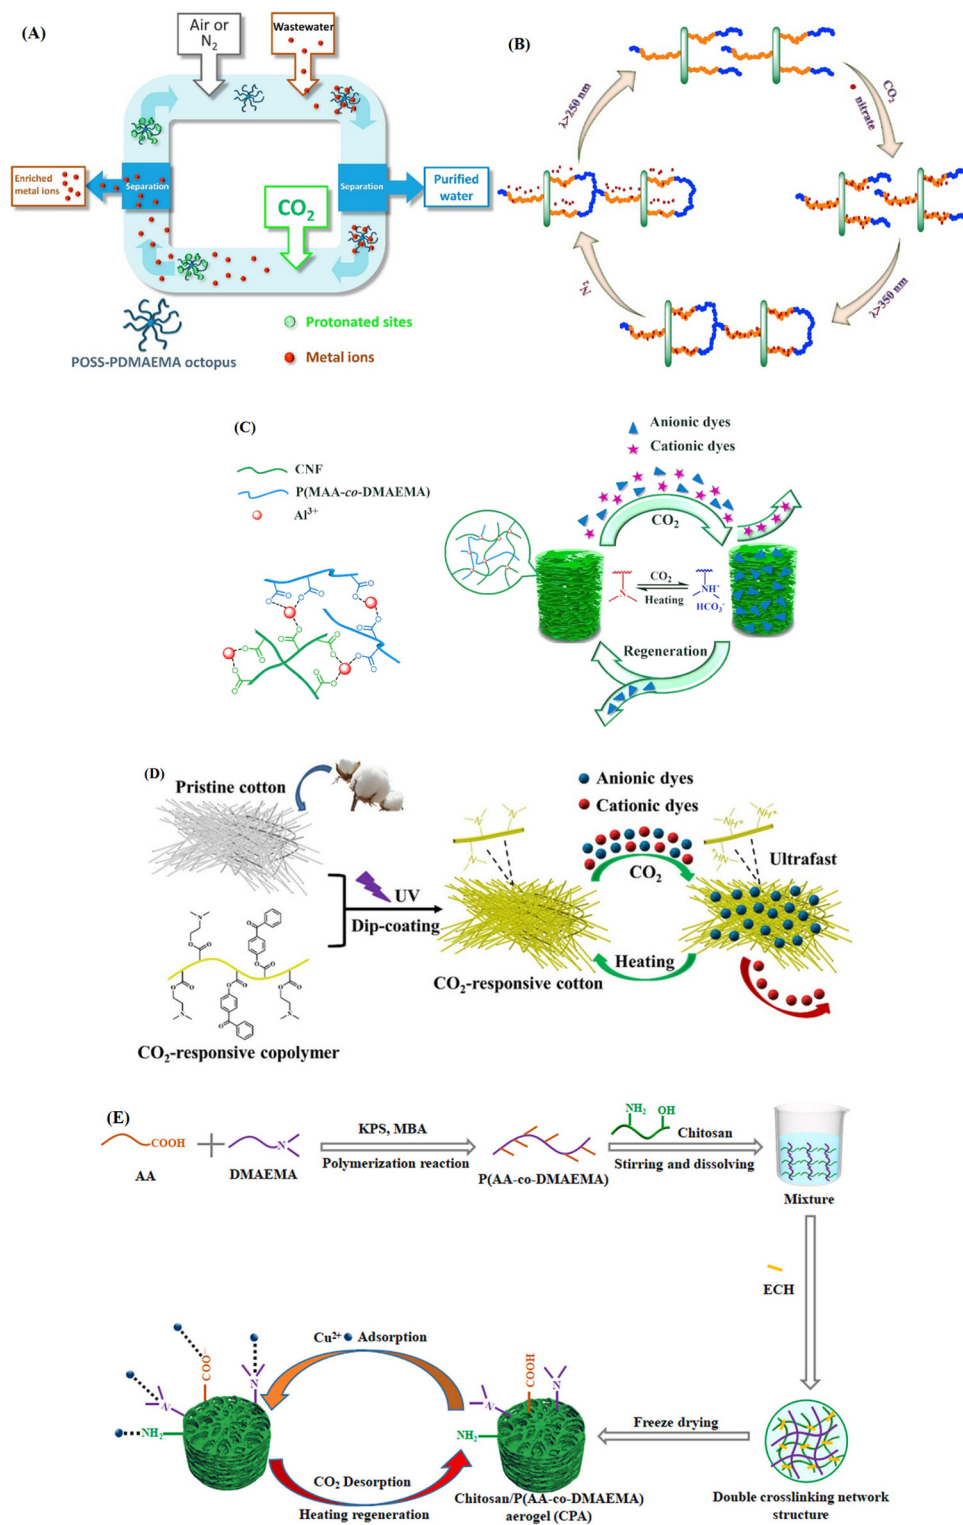 (A)
Air or
N2
Wastewater
Enriched
metal ions
Separation
Separation
Purified
water
CO2
POSS-PDMAEMA octopus
Protonated sites
Metal ions
(B)
λ>250 nm
CO2
nitrate
λ>350 nm
N2
(C)
CNF
P(MAA-co-DMAEMA)
Al3+
Anionic dyes
Cationic dyes
CO2
CO2
Heating
N
NH+
HCO3-
Regeneration
(D)
Pristine cotton
UV
Dip-coating
CO2-responsive copolymer
Anionic dyes
Cationic dyes
CO2
Ultrafast
Heating
CO2-responsive cotton
(E)
COOH
AA
N
DMAEMA
KPS, MBA
Polymerization reaction
P(AA-co-DMAEMA)
NH2
OH
Chitosan
Stirring and dissolving
Mixture
ECH
Double crosslinking network
structure
Freeze drying
COOH
N
N
NH2
Chitosan/P(AA-co-DMAEMA)
aerogel (CPA)
Cu2+ Adsorption
CO2 Desorption
Heating regeneration
COO-
N
N
NH2